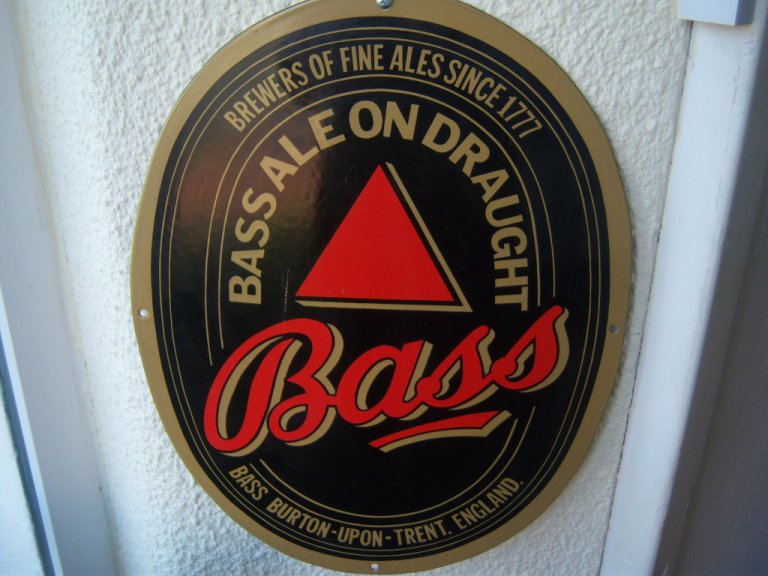 BREWERS OF FINE ALES SINCE 1777
BASS ALE ON DRAUGHT
Bass
BASS BURTON-UPON-TRENT. ENGLAND.